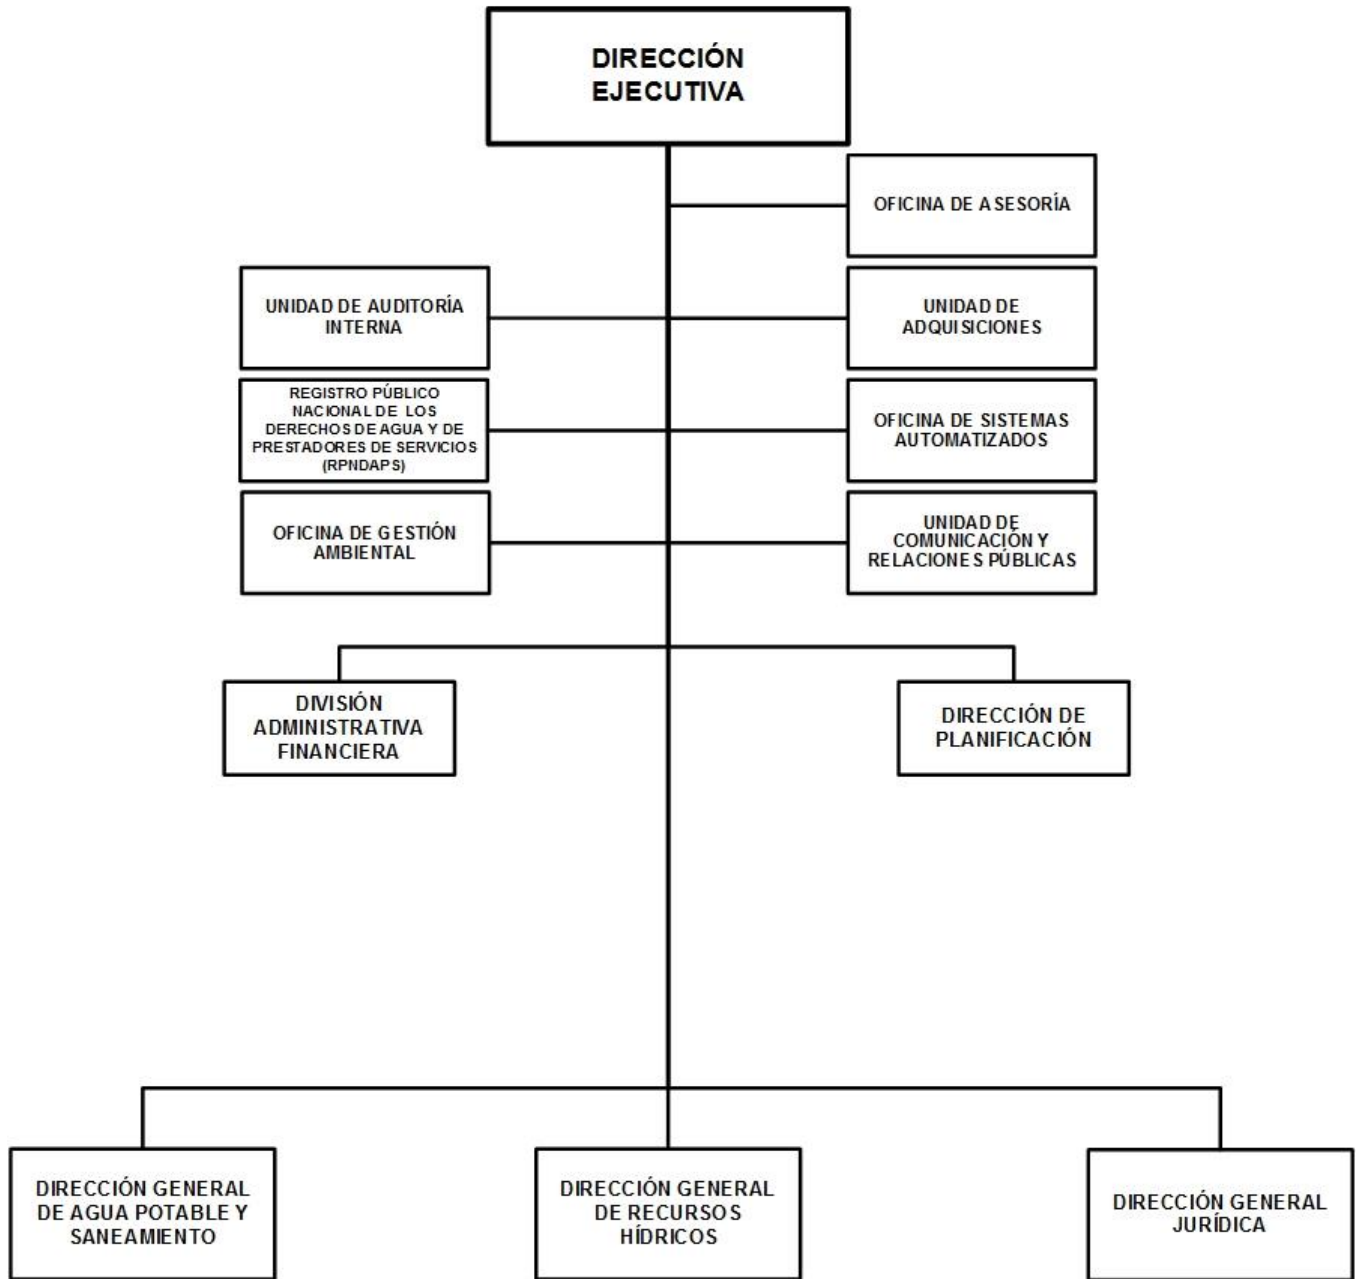 DIRECCIÓN
EJECUTIVA
OFICINA DE ASESORÍA
UNIDAD DE AUDITORÍA
INTERNA
UNIDAD DE
ADQUISICIONES
REGISTRO PÚBLICO
NACIONAL DE LOS
DERECHOS DE AGUA Y DE
PRESTADORES DE SERVICIOS
(RPNDAPS)
OFICINA DE SISTEMAS
AUTOMATIZADOS
OFICINA DE GESTIÓN
AMBIENTAL
UNIDAD DE
COMUNICACIÓN Y
RELACIONES PÚBLICAS
DIVISIÓN
ADMINISTRATIVA
FINANCIERA
DIRECCIÓN DE
PLANIFICACIÓN
DIRECCIÓN GENERAL
DE AGUA POTABLE Y
SANEAMIENTO
DIRECCIÓN GENERAL
DE RECURSOS
HÍDRICOS
DIRECCIÓN GENERAL
JURÍDICA